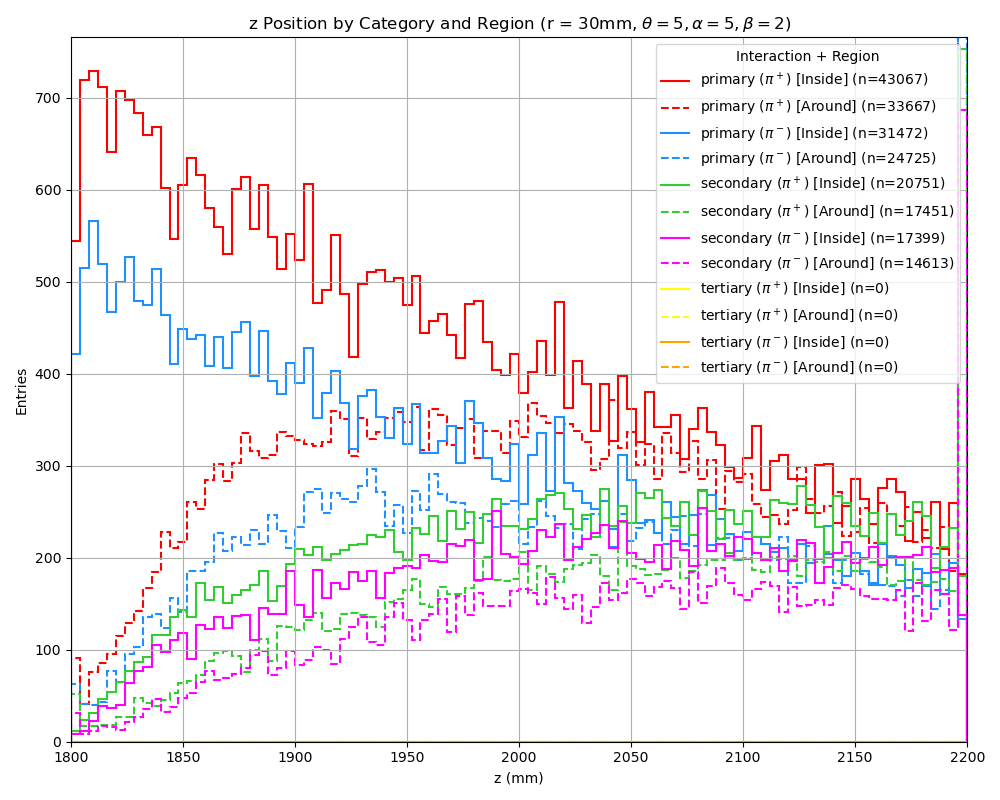 z Position by Category and Region (r = 30mm, θ = 5, α = 5, β = 2)
Interaction + Region
primary (π⁺) [Inside] (n=43067)
primary (π⁺) [Around] (n=33667)
primary (π⁻) [Inside] (n=31472)
primary (π⁻) [Around] (n=24725)
secondary (π⁺) [Inside] (n=20751)
secondary (π⁺) [Around] (n=17451)
secondary (π⁻) [Inside] (n=17399)
secondary (π⁻) [Around] (n=14613)
tertiary (π⁺) [Inside] (n=0)
tertiary (π⁺) [Around] (n=0)
tertiary (π⁻) [Inside] (n=0)
tertiary (π⁻) [Around] (n=0)
Entries
700
600
500
400
300
200
100
0
1800 1850 1900 1950 2000 2050 2100 2150 2200
z (mm)